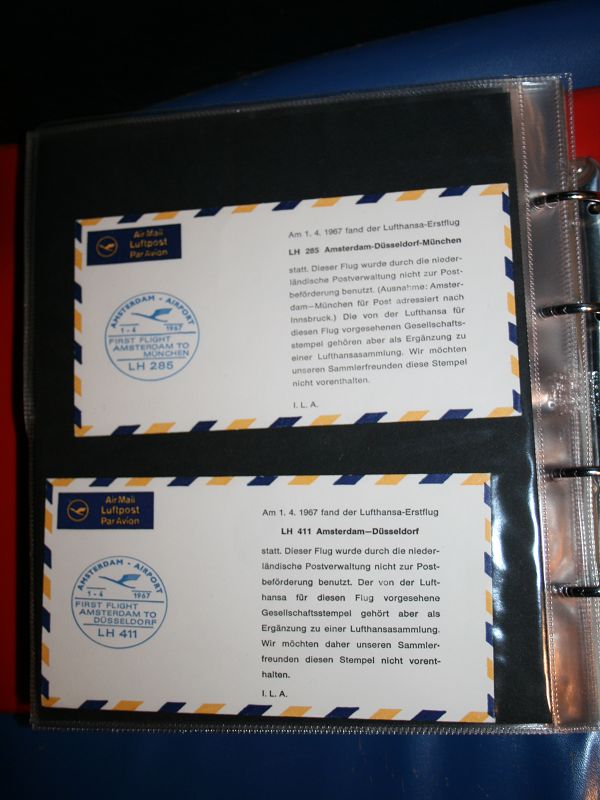 Air Mail
Luftpost
Par Avion
AMSTERDAM - AIRPORT
1 - 4 1967
FIRST FLIGHT
AMSTERDAM TO
MÜNCHEN
LH 285
Am 1. 4. 1967 fand der Lufthansa-Erstflug
LH 285 Amsterdam-Düsseldorf-München
statt. Dieser Flug wurde durch die nieder-
ländische Postverwaltung nicht zur Post-
beförderung benutzt. (Ausnahme: Amster-
dam—München für Post adressiert nach
Innsbruck.) Die von der Lufthansa für
diesen Flug vorgesehenen Gesellschafts-
stempel gehören aber als Ergänzung zu
einer Lufthansasammlung. Wir möchten
unseren Sammlerfreunden diese Stempel
nicht vorenthalten.
I. L. A.
Air Mail
Luftpost
Par Avion
AMSTERDAM - AIRPORT
1 - 4 1967
FIRST FLIGHT
AMSTERDAM TO
DÜSSELDORF
LH 411
Am 1. 4. 1967 fand der Lufthansa-Erstflug
LH 411 Amsterdam—Düsseldorf
statt. Dieser Flug wurde durch die nieder-
ländische Postverwaltung nicht zur Post-
beförderung benutzt. Der von der Luft-
hansa für diesen Flug vorgesehene
Gesellschaftsstempel gehört aber als
Ergänzung zu einer Lufthansasammlung.
Wir möchten daher unseren Sammler-
freunden diesen Stempel nicht vorent-
halten.
I. L. A.